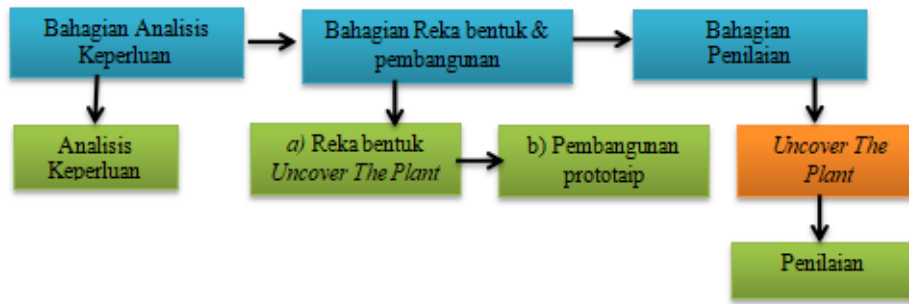 Bahagian Analisis
Keperluan
Bahagian Reka bentuk &
pembangunan
Bahagian
Penilaian
Analisis
Keperluan
a) Reka bentuk
Uncover The Plant
b) Pembangunan
prototaip
Uncover The
Plant
Penilaian